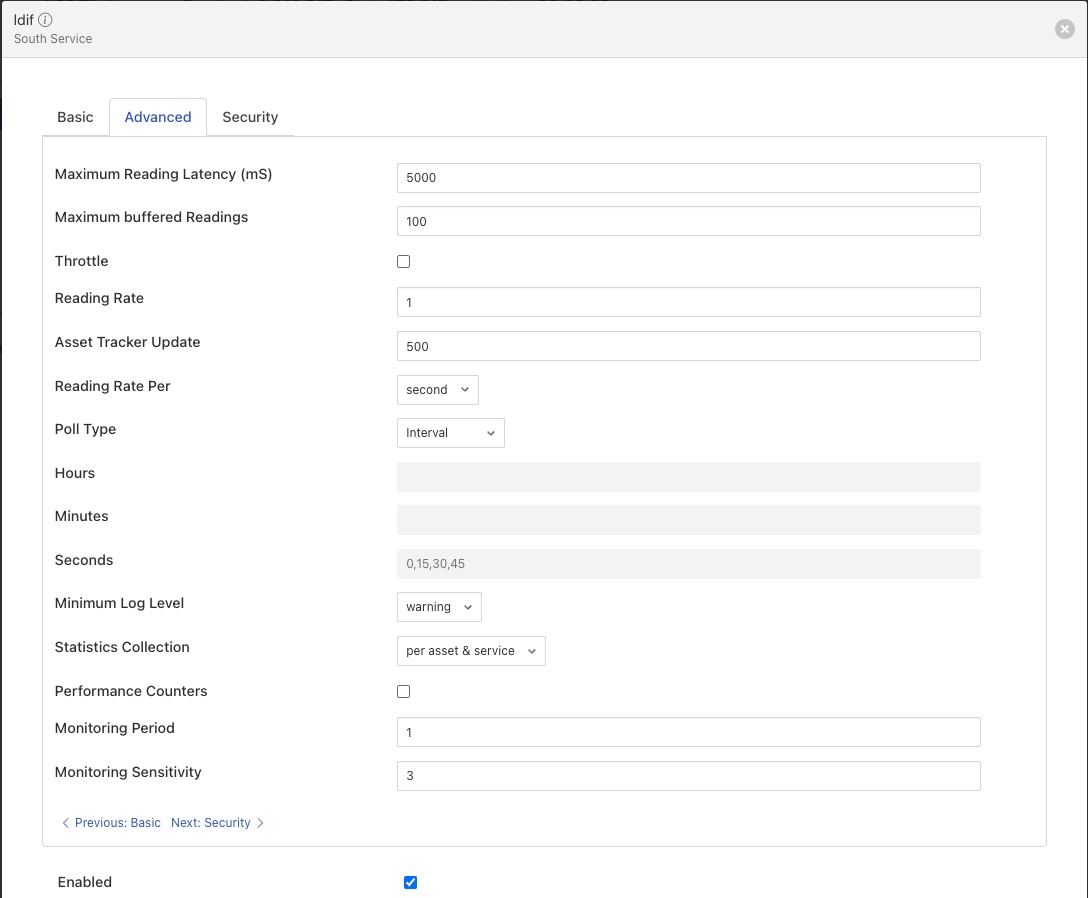 ldif
South Service
Basic Advanced Security
Maximum Reading Latency (mS) 5000
Maximum buffered Readings 100
Throttle
Reading Rate 1
Asset Tracker Update 500
Reading Rate Per second
Poll Type Interval
Hours
Minutes
Seconds 0,15,30,45
Minimum Log Level warning
Statistics Collection per asset & service
Performance Counters
Monitoring Period 1
Monitoring Sensitivity 3
Previous: Basic Next: Security
Enabled